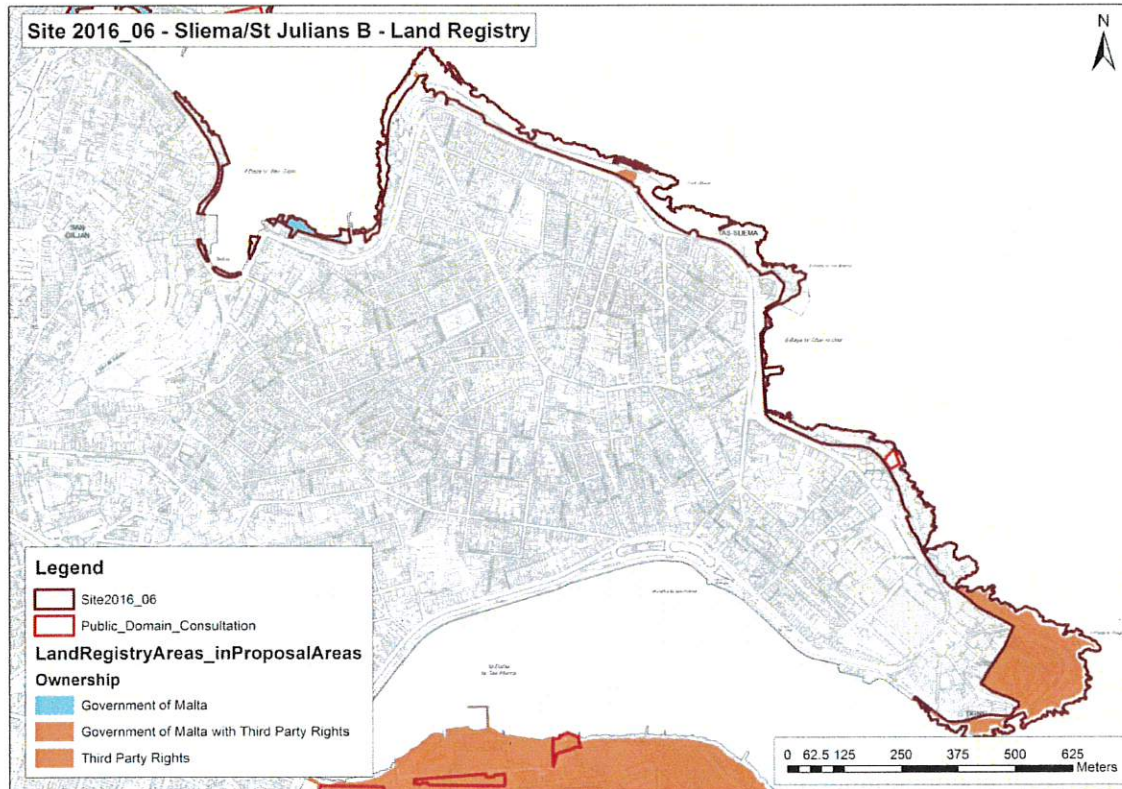 Site 2016_06 - Sliema/St Julians B - Land Registry
N
SAN
ĠILJAN
TAS-SLIEMA
Legend
Site2016_06
Public_Domain_Consultation
LandRegistryAreas_inProposalAreas
Ownership
Government of Malta
Government of Malta with Third Party Rights
Third Party Rights
0 62.5 125 250 375 500 625
Meters